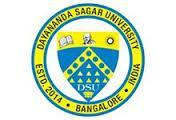 DAYANANDA SAGAR UNIVERSITY
DSU
ESTD 2014 • BANGALORE • INDIA